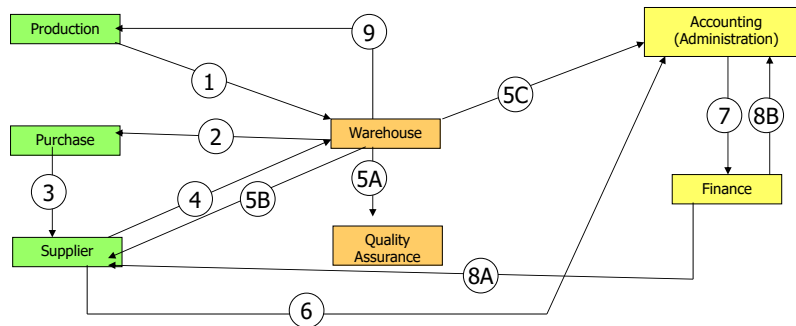 Production
9
Accounting
(Administration)
1
5C
7
8B
Purchase
2
Warehouse
3
4
5B
5A
Finance
Supplier
Quality
Assurance
8A
6